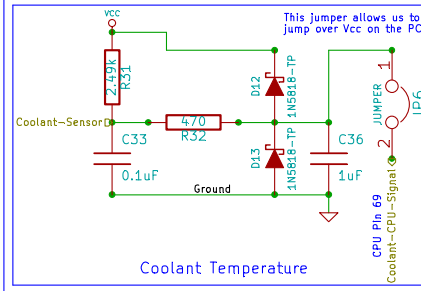 vcc
This jumper allows us to
jump over Vcc on the PC
2.49k
R31
D12
1N5818-TP
1
JUMPER
JP6
2
Coolant-Sensor
470
R32
C33
0.1uF
D13
1N5818-TP
C36
1uF
Ground
CPU Pin 69
Coolant-CPU-Signal
Coolant Temperature